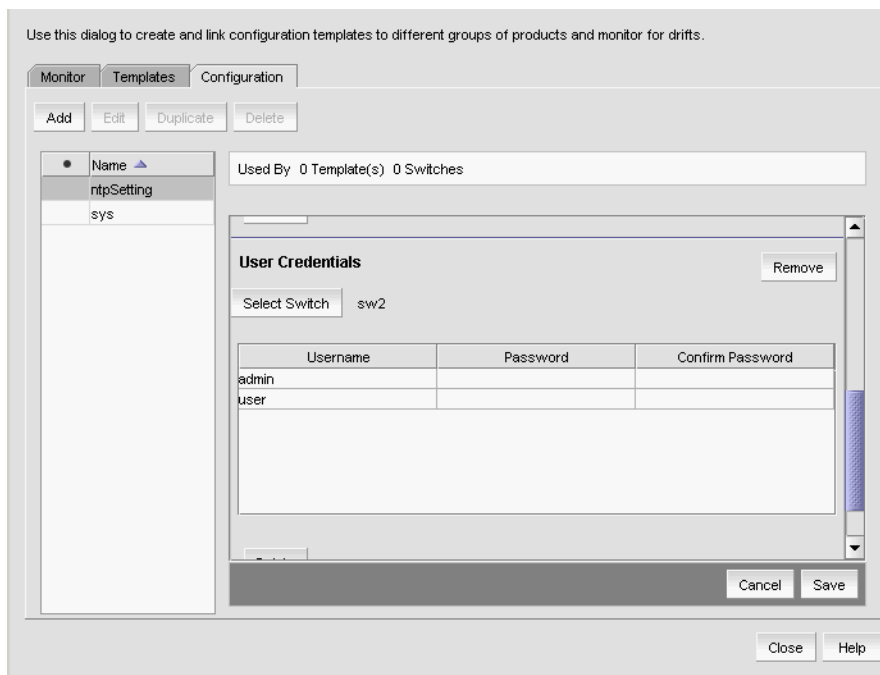 Use this dialog to create and link configuration templates to different groups of products and monitor for drifts.
Monitor Templates Configuration
Add Edit Duplicate Delete
Name
ntpSetting
sys
Used By 0 Template(s) 0 Switches
User Credentials
Remove
Select Switch sw2
Username Password Confirm Password
admin
user
Cancel Save
Close Help